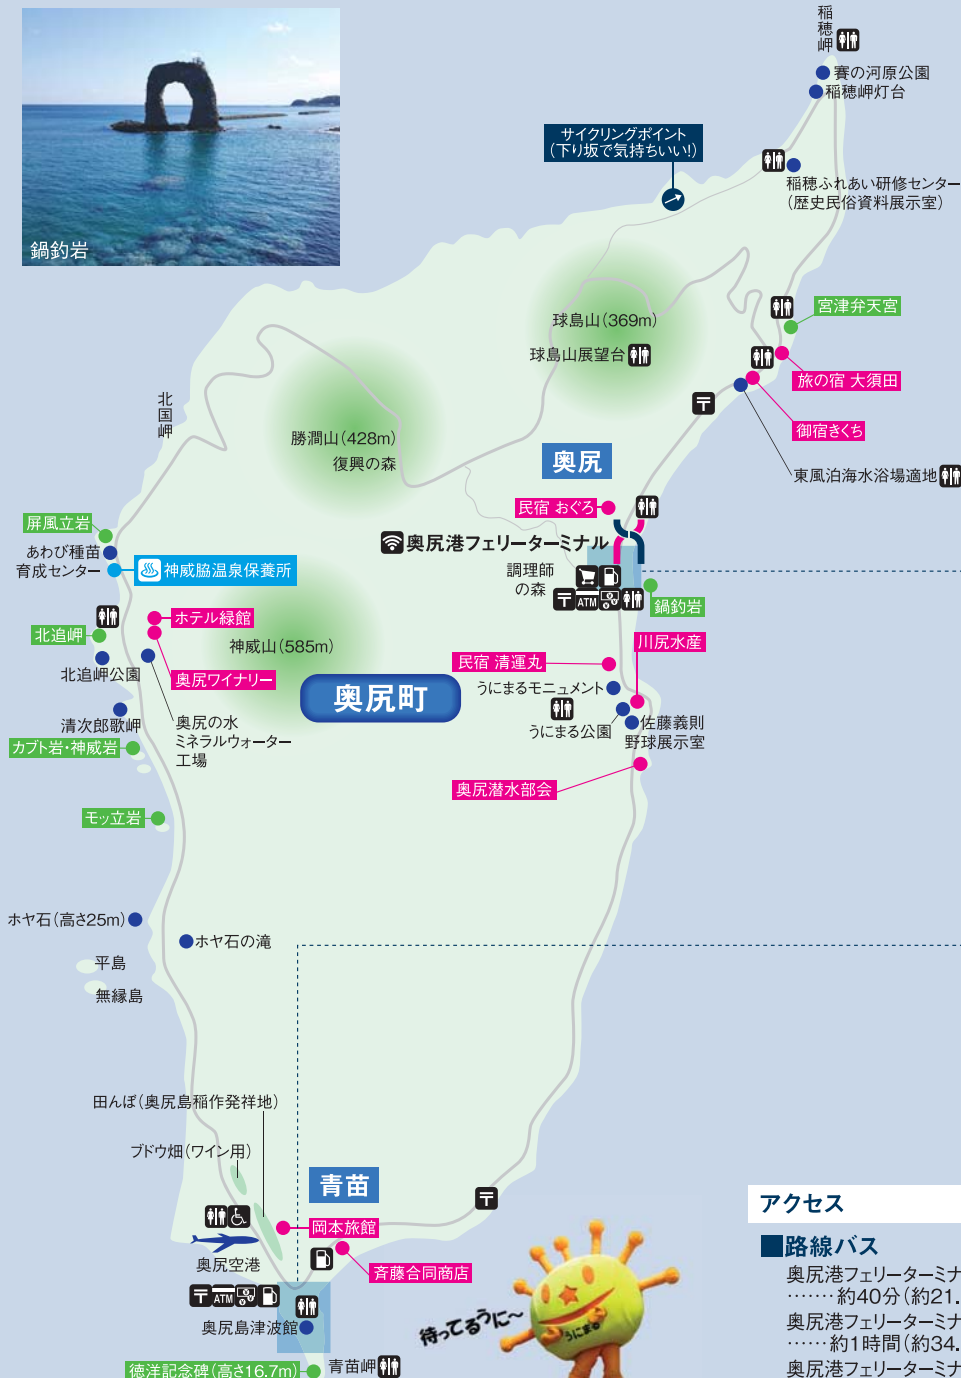 稲穂岬
賽の河原公園
稲穂岬灯台
サイクリングポイント
（下り坂で気持ちいい!）
稲穂ふれあい研修センター
（歴史民俗資料展示室）
鍋釣岩
宮津弁天宮
球島山（369m）
球島山展望台
旅の宿 大須田
北国岬
御宿きくち
勝澗山（428m）
復興の森
奥尻
東風泊海水浴場適地
民宿 おぐろ
屏風立岩
奥尻港フェリーターミナル
あわび種苗
育成センター
神威脇温泉保養所
調理師
の森
ATM
鍋釣岩
ホテル緑館
北追岬
神威山（585m）
川尻水産
北追岬公園
奥尻ワイナリー
民宿 清運丸
奥尻町
うにまるモニュメント
清次郎歌岬
奥尻の水
ミネラルウォーター
工場
うにまる公園
佐藤義則
野球展示室
カブト岩・神威岩
奥尻潜水部会
モッ立岩
ホヤ石（高さ25m）
ホヤ石の滝
平島
無縁島
田んぼ（奥尻島稲作発祥地）
ブドウ畑（ワイン用）
青苗
岡本旅館
奥尻空港
斉藤合同商店
ATM
奥尻島津波館
徳洋記念碑（高さ16.7m）
青苗岬
待ってるうに〜
うにまる
アクセス
■路線バス
奥尻港フェリーターミナ
……約40分（約21.
奥尻港フェリーターミナ
……約1時間（約34.
奥尻港フェリーターミナ